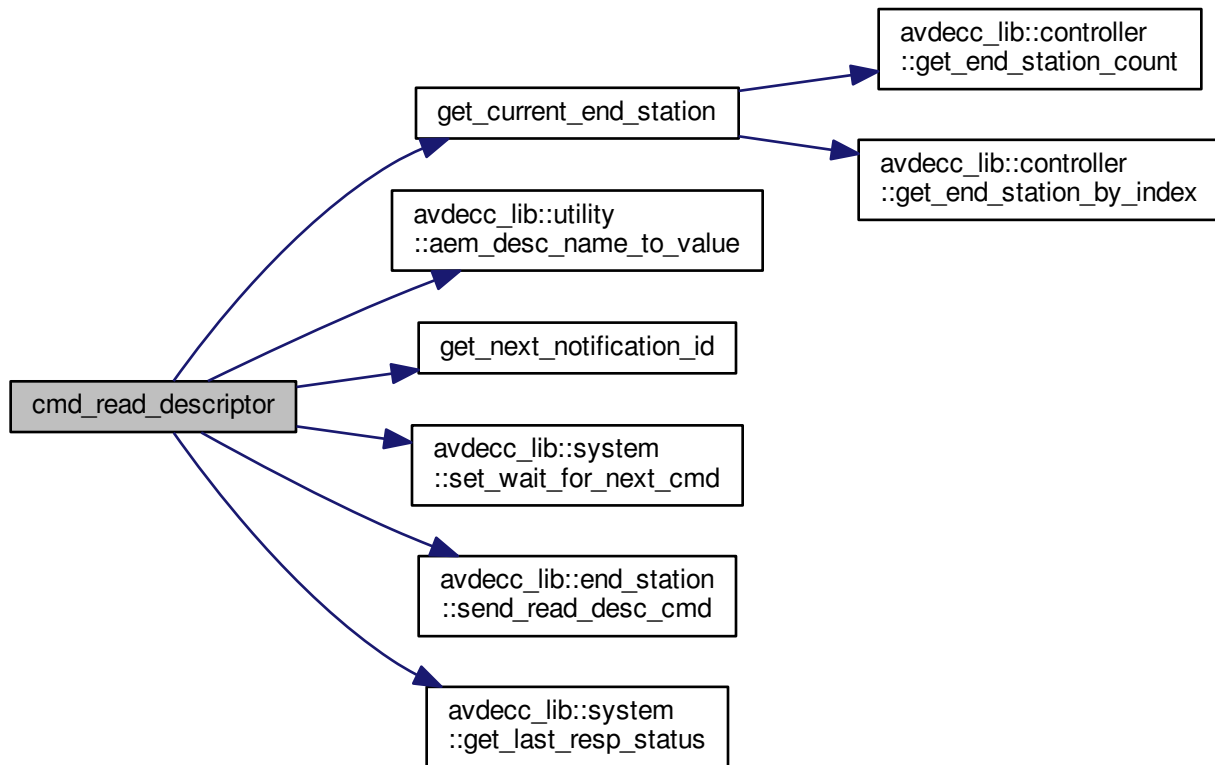 avdecc_lib::controller
::get_end_station_count
get_current_end_station
avdecc_lib::controller
::get_end_station_by_index
avdecc_lib::utility
::aem_desc_name_to_value
get_next_notification_id
cmd_read_descriptor
avdecc_lib::system
::set_wait_for_next_cmd
avdecc_lib::end_station
::send_read_desc_cmd
avdecc_lib::system
::get_last_resp_status